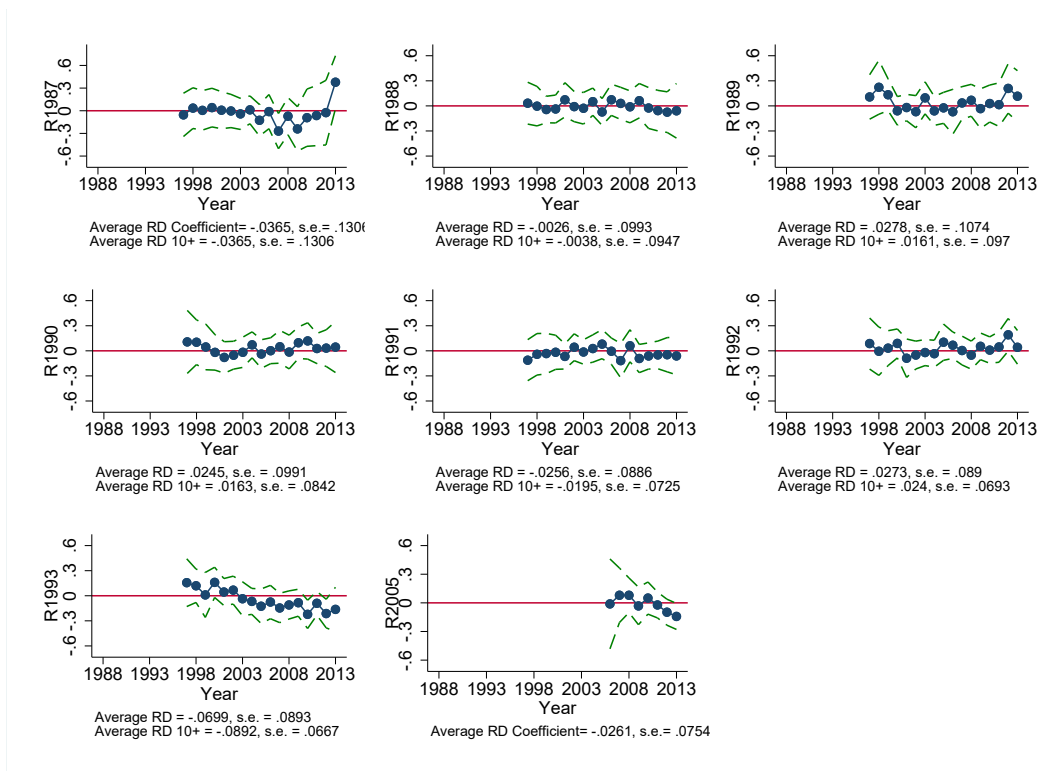 R1987
.6
.3
0
-.3
-.6
1988 1993 1998 2003 2008 2013
Year
Average RD Coefficient= -.0365, s.e.= .1306
Average RD 10+ = -.0365, s.e. = .1306
R1988
.6
.3
0
-.3
-.6
1988 1993 1998 2003 2008 2013
Year
Average RD = -.0026, s.e. = .0993
Average RD 10+ = -.0038, s.e. = .0947
R1989
.6
.3
0
-.3
-.6
1988 1993 1998 2003 2008 2013
Year
Average RD = .0278, s.e. = .1074
Average RD 10+ = .0161, s.e. = .097
R1990
.6
.3
0
-.3
-.6
1988 1993 1998 2003 2008 2013
Year
Average RD = .0245, s.e. = .0991
Average RD 10+ = .0163, s.e. = .0842
R1991
.6
.3
0
-.3
-.6
1988 1993 1998 2003 2008 2013
Year
Average RD = -.0256, s.e. = .0886
Average RD 10+ = -.0195, s.e. = .0725
R1992
.6
.3
0
-.3
-.6
1988 1993 1998 2003 2008 2013
Year
Average RD = .0273, s.e. = .089
Average RD 10+ = .024, s.e. = .0693
R1993
.6
.3
0
-.3
-.6
1988 1993 1998 2003 2008 2013
Year
Average RD = -.0699, s.e. = .0893
Average RD 10+ = -.0892, s.e. = .0667
R2005
.6
.3
0
-.3
-.6
1988 1993 1998 2003 2008 2013
Year
Average RD Coefficient= -.0261, s.e.= .0754